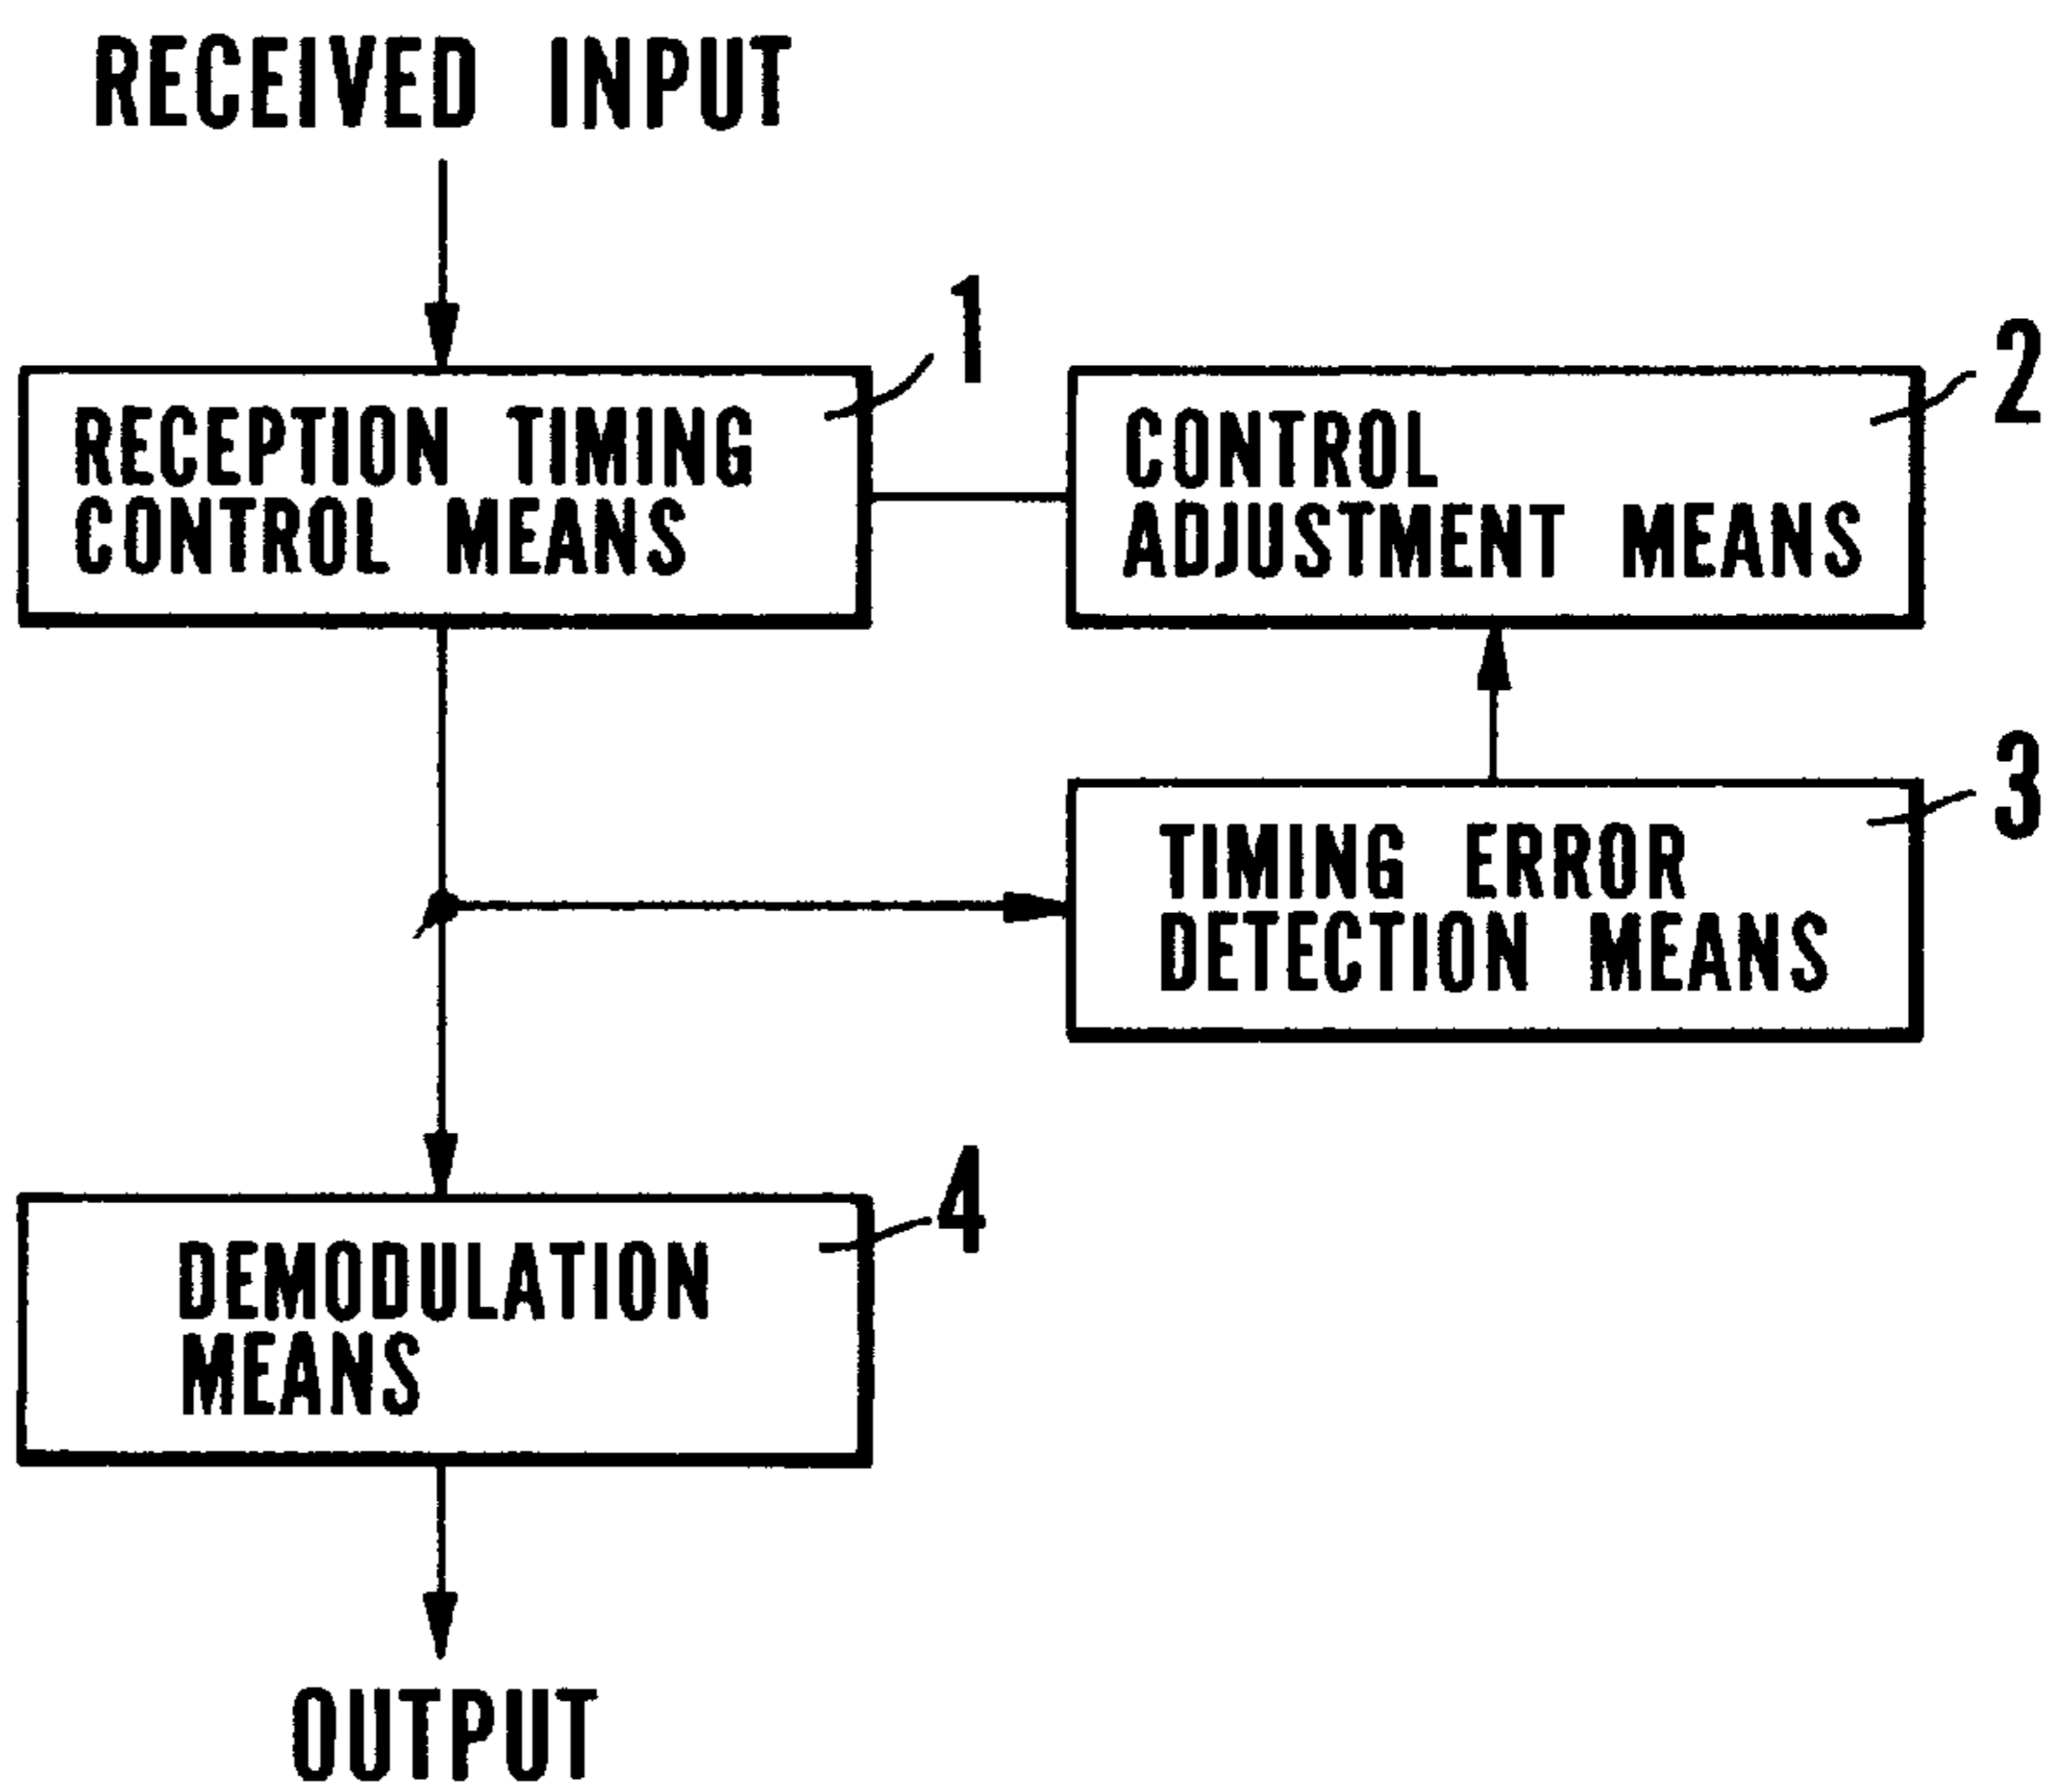 RECEIVED INPUT
1
RECEPTION TIMING
CONTROL MEANS
2
CONTROL
ADJUSTMENT MEANS
3
TIMING ERROR
DETECTION MEANS
4
DEMODULATION
MEANS
OUTPUT